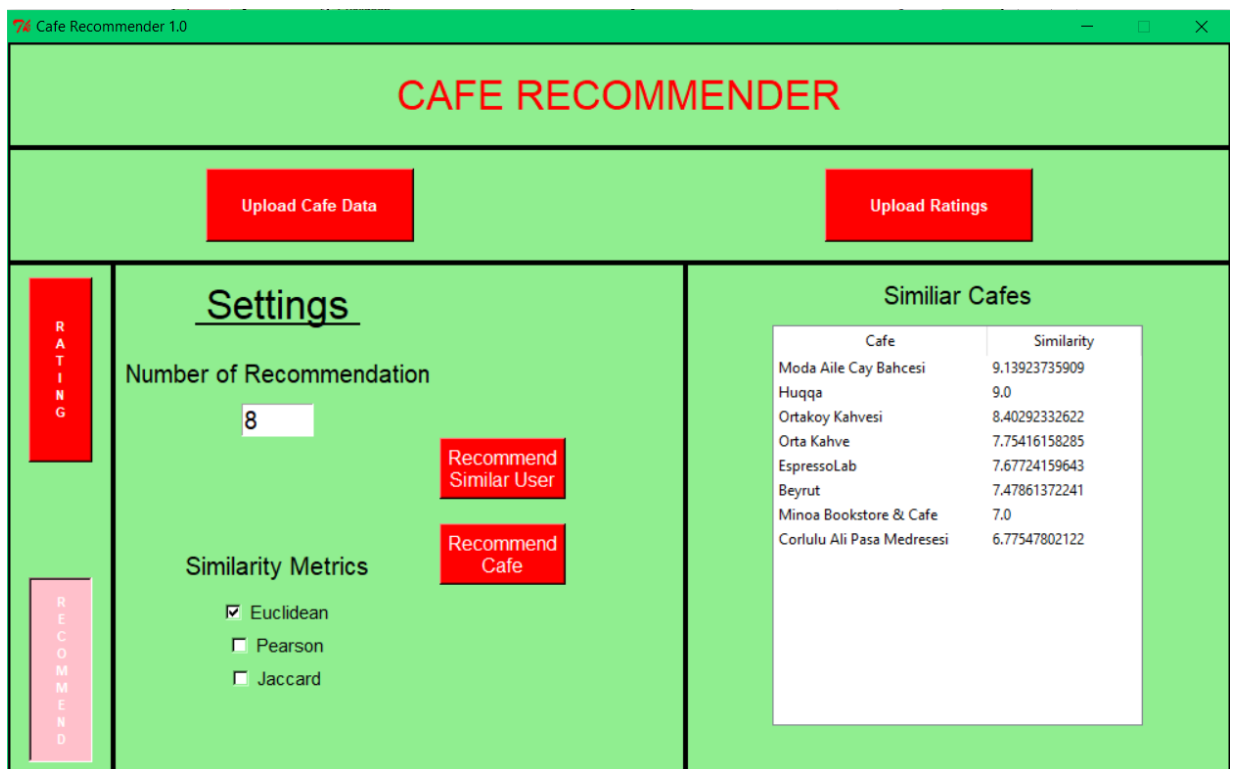 Cafe Recommender 1.0
CAFE RECOMMENDER
Upload Cafe Data
Upload Ratings
RATING
RECOMMEND
Settings
Number of Recommendation
8
Recommend
Similar User
Recommend
Cafe
Similarity Metrics
Euclidean
Pearson
Jaccard
Similiar Cafes
Cafe Similarity
Moda Aile Cay Bahcesi 9.13923735909
Huqqa 9.0
Ortakoy Kahvesi 8.40292332622
Orta Kahve 7.75416158285
EspressoLab 7.67724159643
Beyrut 7.47861372241
Minoa Bookstore & Cafe 7.0
Corlulu Ali Pasa Medresesi 6.77547802122